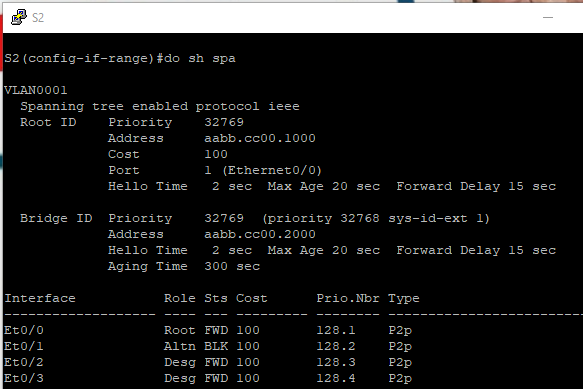 S2
S2(config-if-range)#do sh spa
VLAN0001
  Spanning tree enabled protocol ieee
  Root ID    Priority    32769
             Address     aabb.cc00.1000
             Cost        100
             Port        1 (Ethernet0/0)
             Hello Time   2 sec  Max Age 20 sec  Forward Delay 15 sec
  Bridge ID  Priority    32769  (priority 32768 sys-id-ext 1)
             Address     aabb.cc00.2000
             Hello Time   2 sec  Max Age 20 sec  Forward Delay 15 sec
             Aging Time  300 sec
Interface           Role Sts Cost      Prio.Nbr Type
------------------- ---- --- --------- -------- --------------------------------
Et0/0               Root FWD 100       128.1    P2p
Et0/1               Altn BLK 100       128.2    P2p
Et0/2               Desg FWD 100       128.3    P2p
Et0/3               Desg FWD 100       128.4    P2p